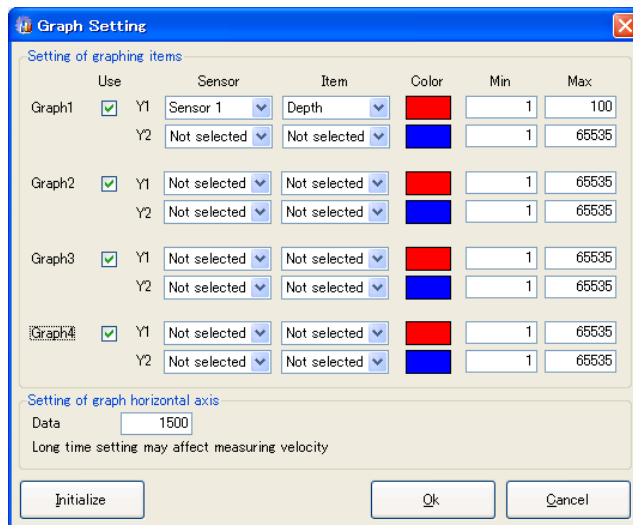 Graph Setting
Setting of graphing items
Use Sensor Item Color Min Max
Graph1 Y1 Sensor 1 Depth 1 100
Y2 Not selected Not selected 1 65535
Graph2 Y1 Not selected Not selected 1 65535
Y2 Not selected Not selected 1 65535
Graph3 Y1 Not selected Not selected 1 65535
Y2 Not selected Not selected 1 65535
Graph4 Y1 Not selected Not selected 1 65535
Y2 Not selected Not selected 1 65535
Setting of graph horizontal axis
Data 1500
Long time setting may affect measuring velocity
Initialize Ok Cancel